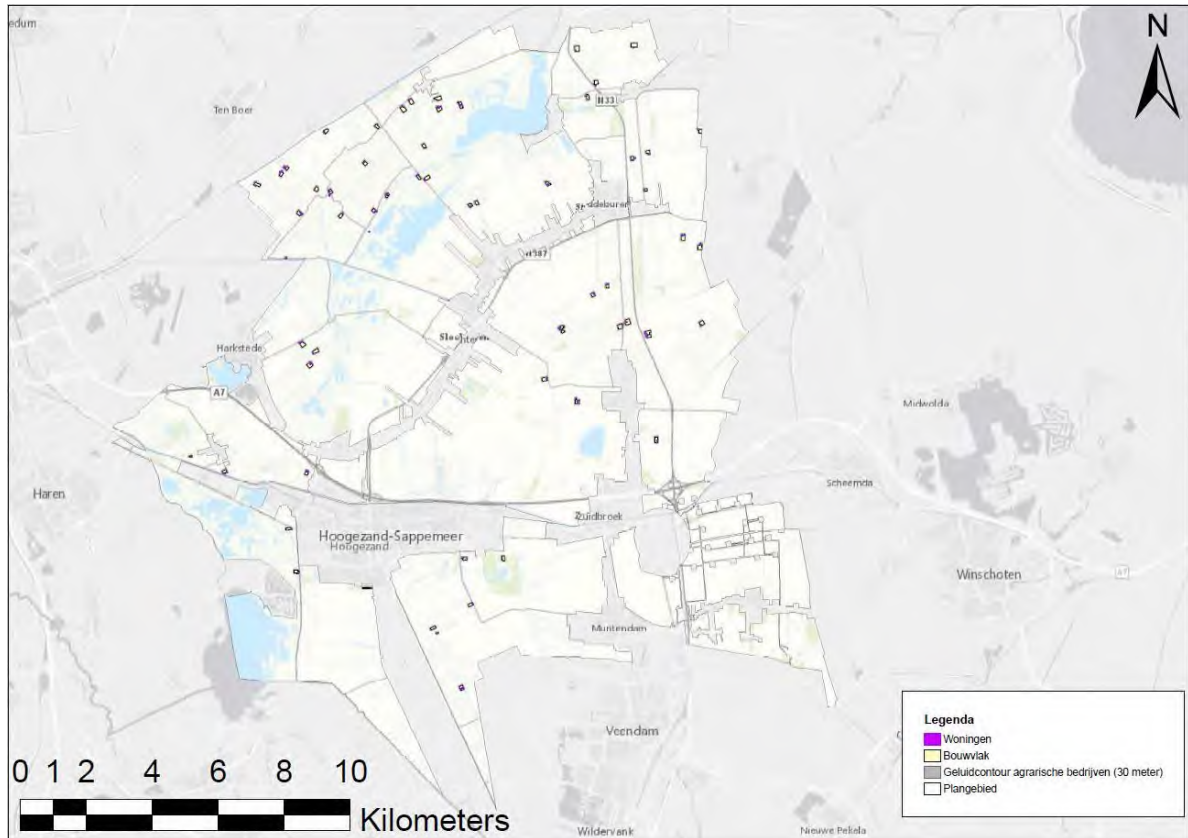 edum
N
Ten Boer
N33
N387
Harkstede
A7
Midwolda
Haren
Scheemda
Zuidbroek
Hoogezand-Sappemeer
Hoogezand
Winschoten
A7
Muntendam
Veendam
Legenda
Woningen
Bouwvlak
Geluidcontour agrarische bedrijven (30 meter)
Plangebied
0 1 2 4 6 8 10
Kilometers
Wildervank
Nieuwe Pekela